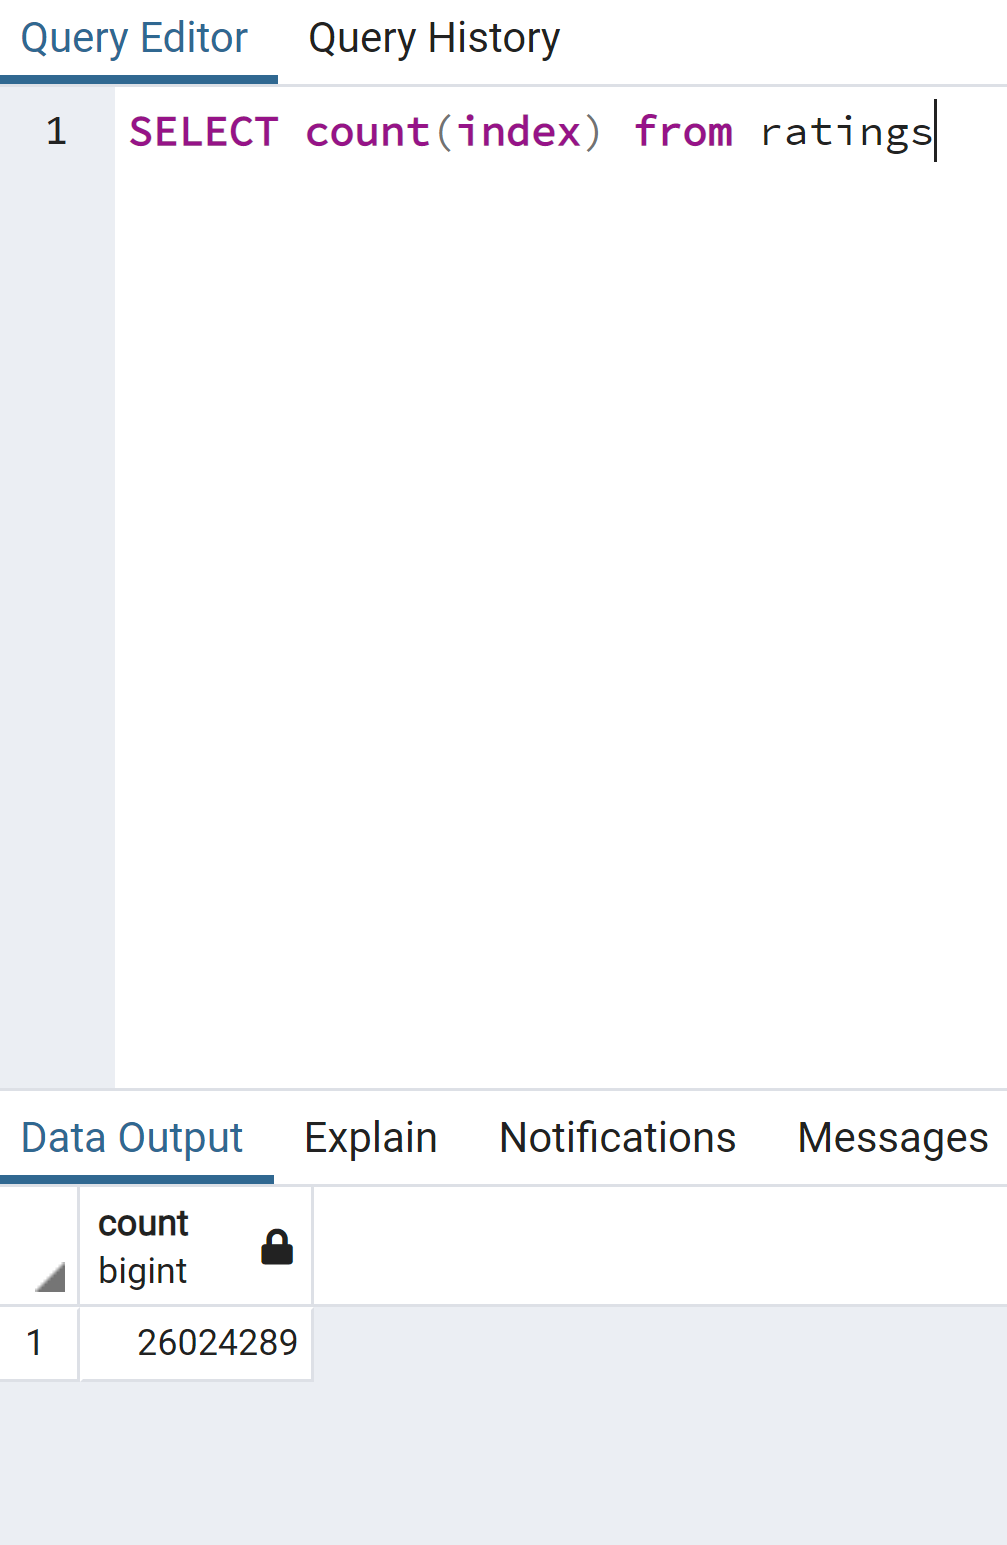 Query Editor Query History
1 SELECT count(index) from ratings
Data Output Explain Notifications Messages
count
bigint
1 26024289